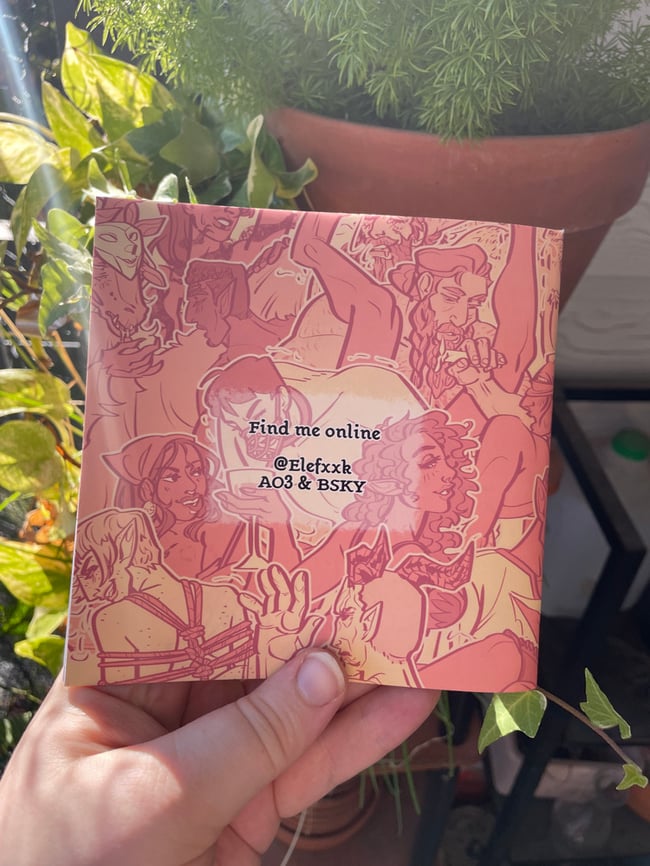 Find me online
@Elefxxk
AO3 & BSKY